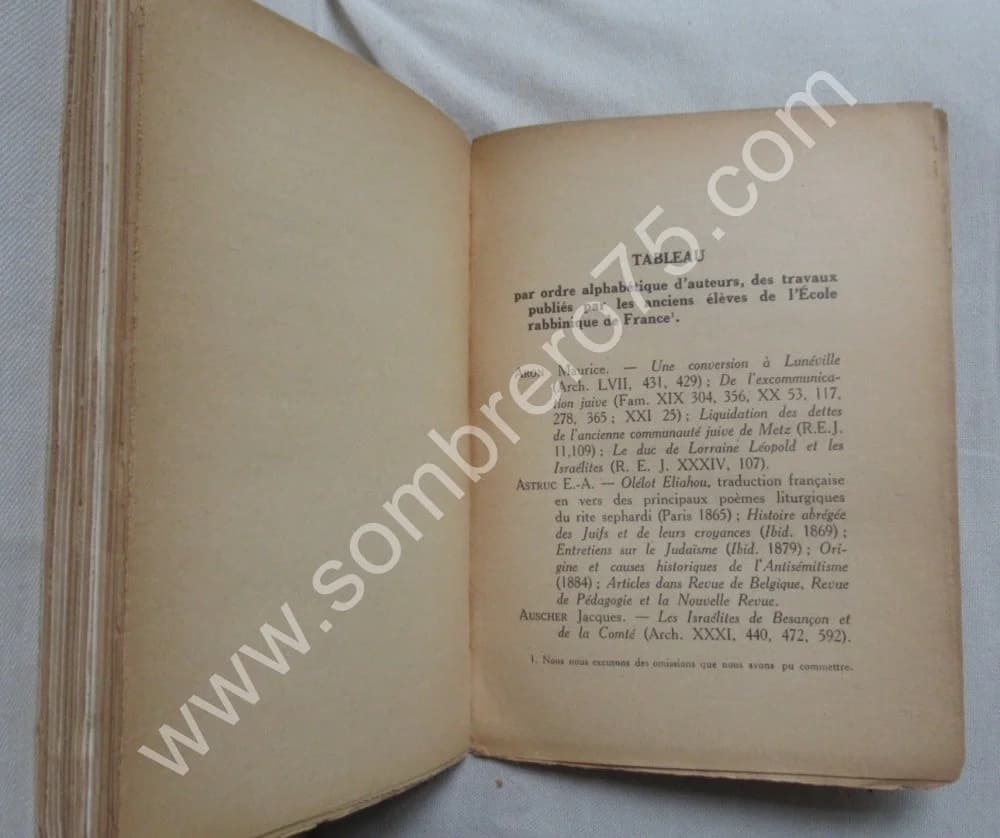 TABLEAU
par ordre alphabétique d'auteurs, des travaux
publiés par les anciens élèves de l'École
rabbinique de France¹.
ARON Maurice. — Une conversion à Lunéville
(Arch. LVII, 431, 429) ; De l'excommunica-
tion juive (Fam. XIX 304, 356, XX 53, 117,
278, 365 ; XXI 25) ; Liquidation des dettes
de l'ancienne communauté juive de Metz (R.E.J.
11,109) ; Le duc de Lorraine Léopold et les
Israélites (R. E. J. XXXIV, 107).
ASTRUC E.-A. — Olélot Eliahou, traduction française
en vers des principaux poèmes liturgiques
du rite sephardi (Paris 1865) ; Histoire abrégée
des Juifs et de leurs croyances (Ibid. 1869) ;
Entretiens sur le Judaïsme (Ibid. 1879) ; Ori-
gine et causes historiques de l'Antisémitisme
(1884) ; Articles dans Revue de Belgique, Revue
de Pédagogie et la Nouvelle Revue.
AUSCHER Jacques. — Les Israélites de Besançon et
de la Comté (Arch. XXXI, 440, 472, 592).
1. Nous nous excusons des omissions que nous avons pu commettre.
www.sombrero75.com